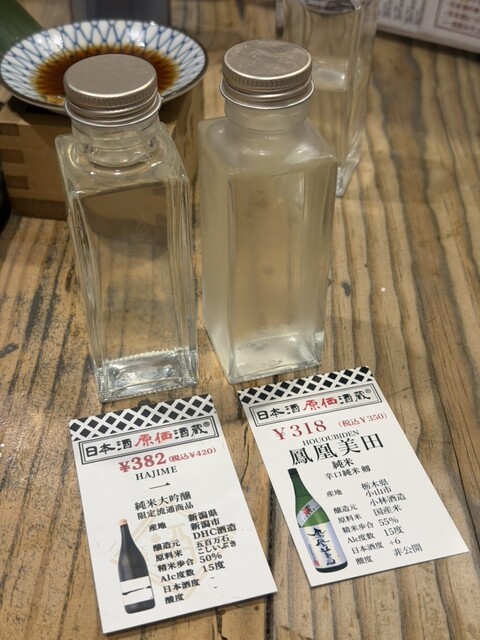 日本酒原価酒蔵®
¥382(税込¥420)
HAJIME
一
純米大吟醸
限定流通商品
産地 新潟県
新潟市
醸造元 DHC酒造
原料米 五百万石
こしいぶき
精米歩合 50%
Alc度数 15度
日本酒度 -
酸度 -
日本酒原価酒蔵®
¥318 (税込¥350)
HOUOUBIDEN
鳳凰美田
純米
辛口純米 剱
産地 栃木県
小山市
醸造元 小林酒造
原料米 国産米
精米歩合 55%
Alc度数 15度
日本酒度 +6
酸度 非公開